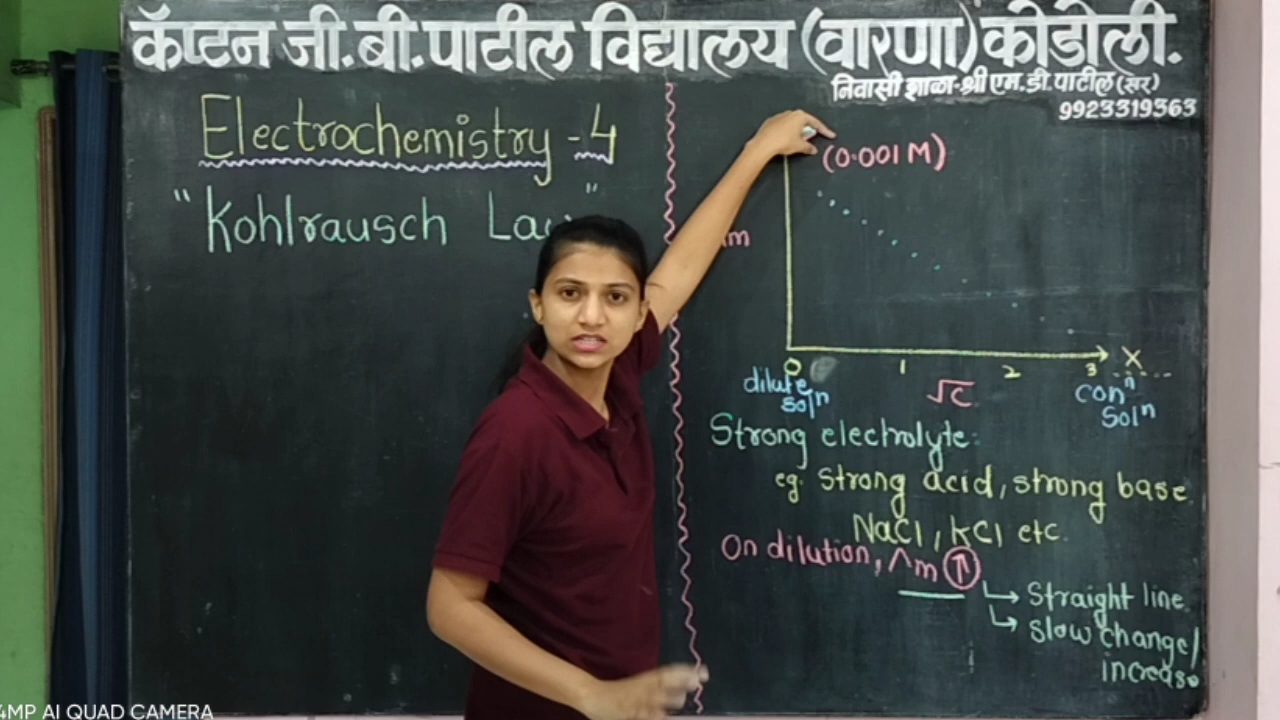 कॅप्टन जी.बी.पाटील विद्यालय (वारणा) कोडोली.
निवासी शाळा-श्री एम.डी.पाटील (सर)
9923319363
Electrochemistry - 4
"Kohlrausch "
(0.001 M)
m
0 1 2 3 X
dilute soln
√C
conⁿ solⁿ
Strong electrolyte:
eg. strong acid, strong base
NaCl, KCl etc.
On dilution, Λm ↑
↳ Straight line
↳ slow change/
increase
4MP AI QUAD CAMERA